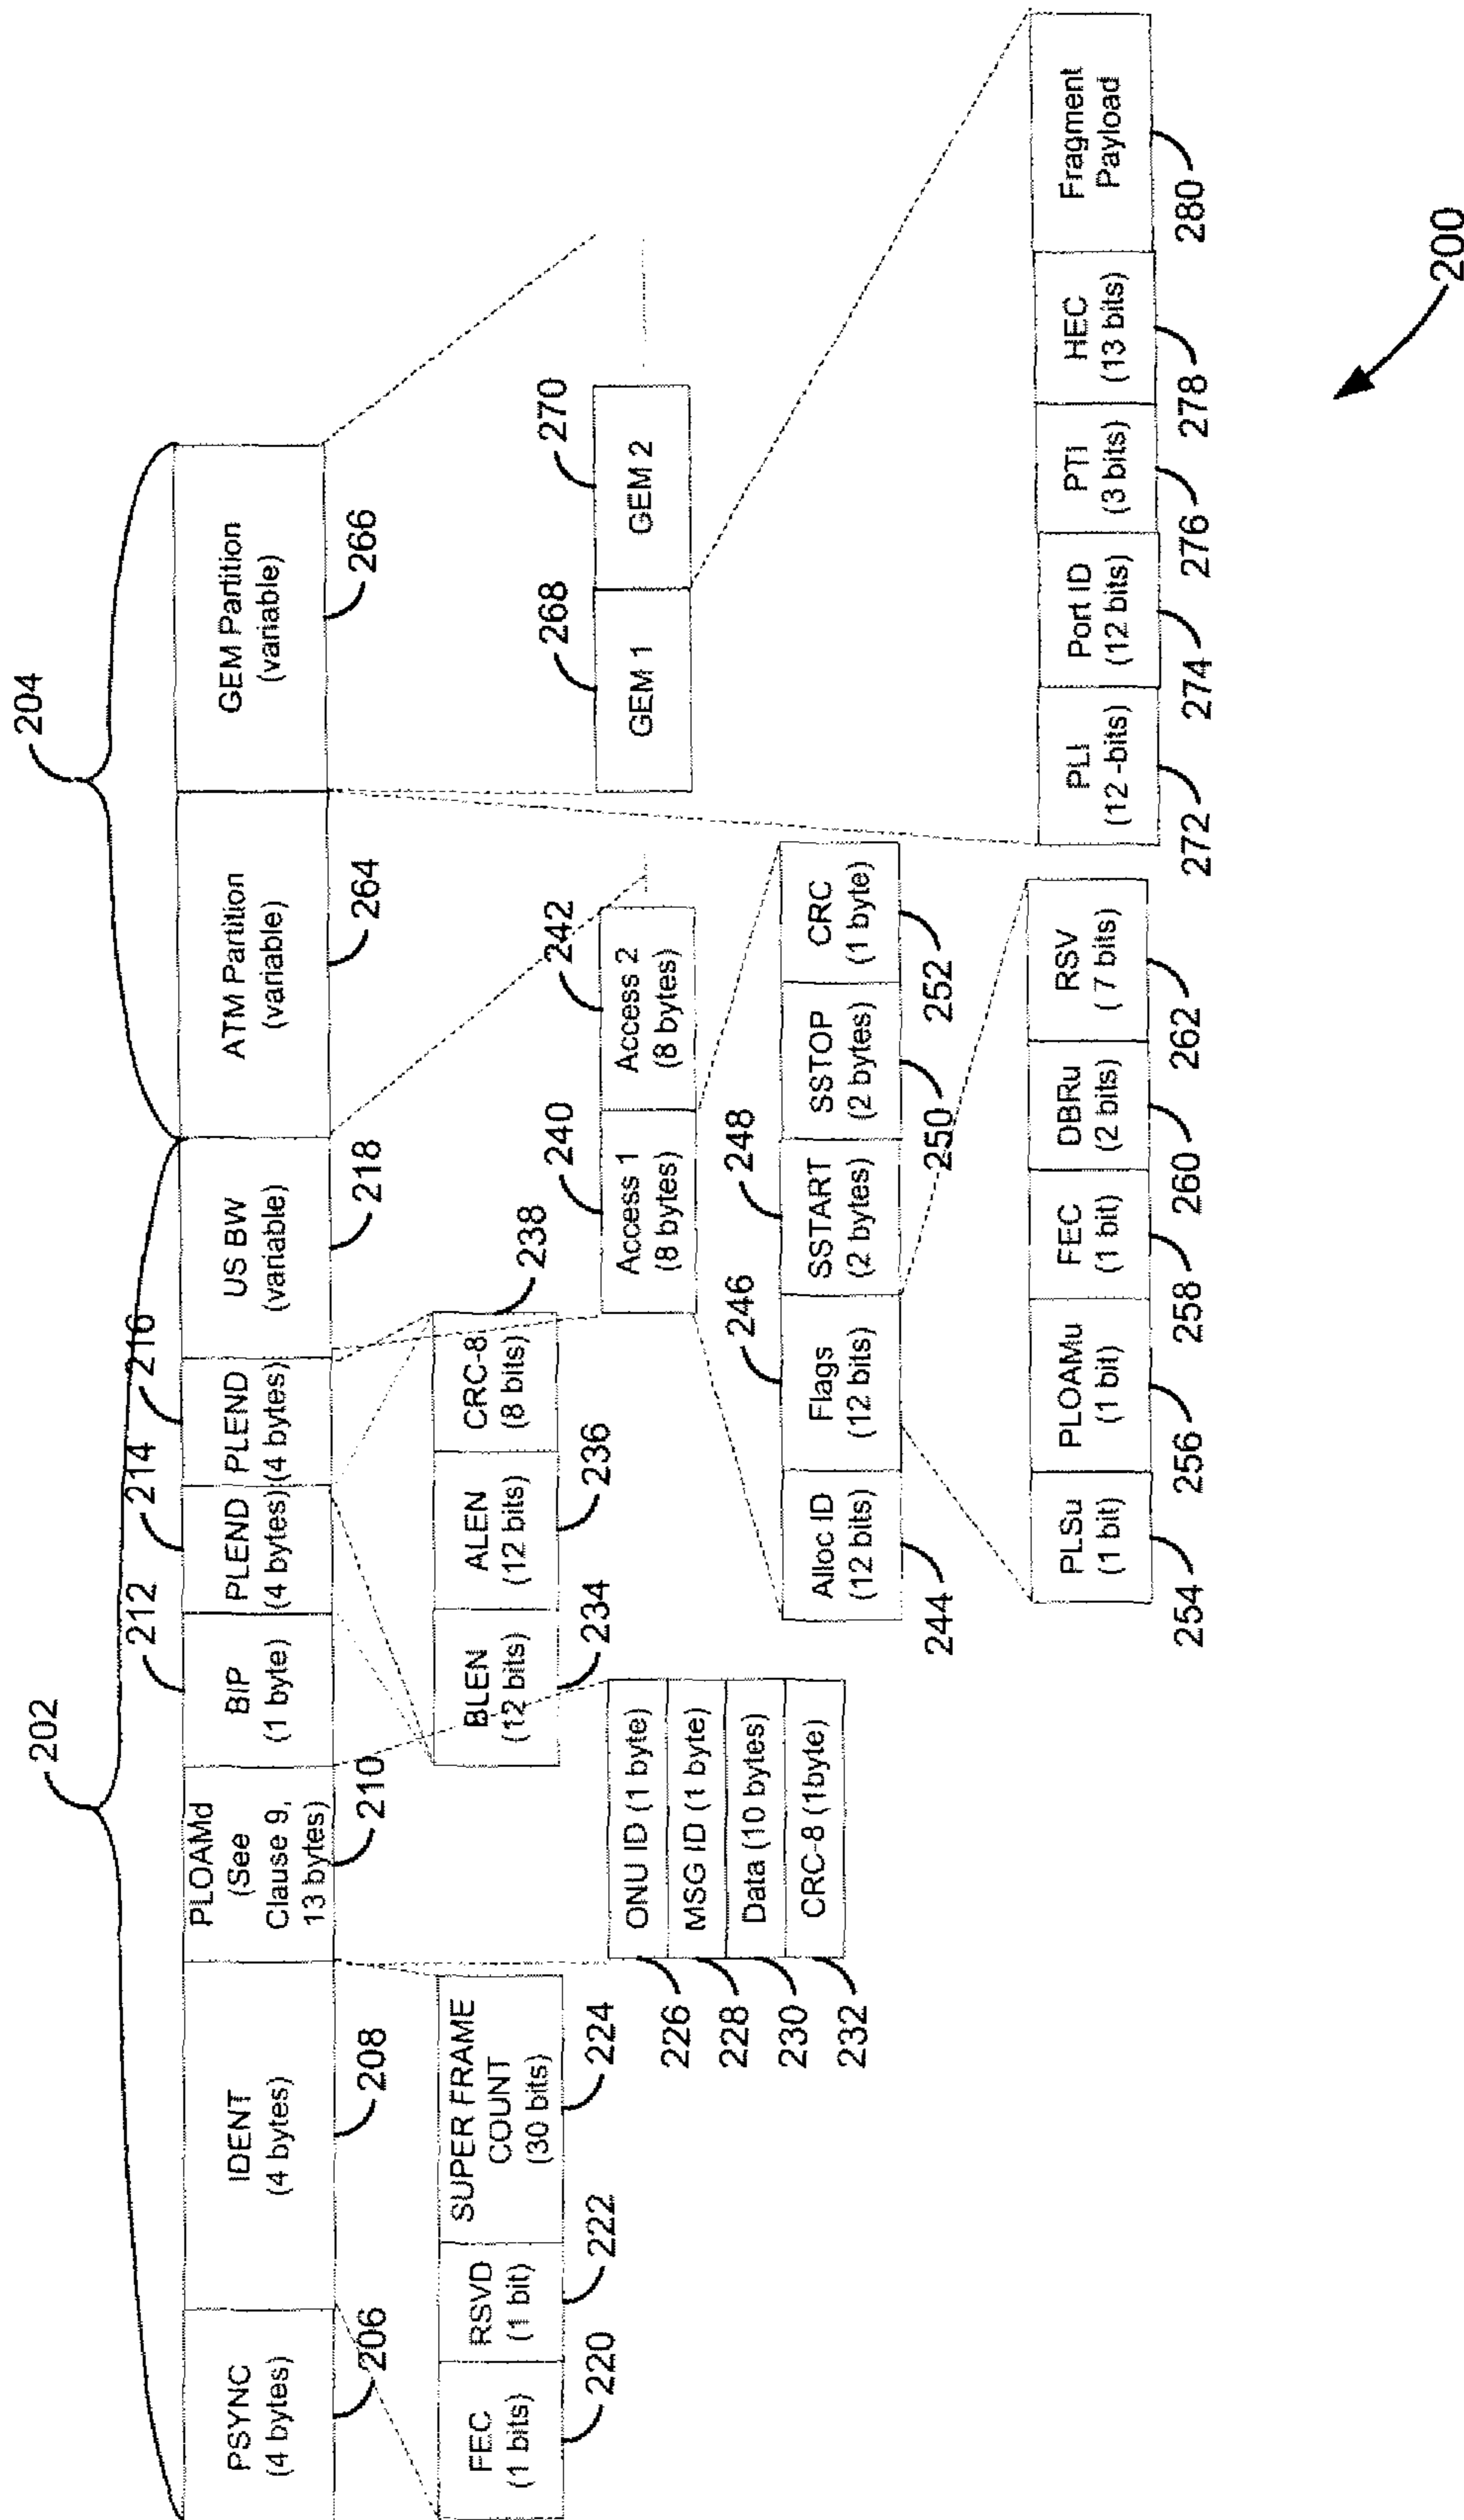 202
204
212
214
216
PSYNC
(4 bytes)
IDENT
(4 bytes)
PLOAMd
(See
Clause 9,
13 bytes)
BIP
(1 byte)
PLEND
(4 bytes)
PLEND
(4 bytes)
US BW
(variable)
ATM Partition
(variable)
GEM Partition
(variable)
206
208
210
218
264
266
FEC
(1 bits)
RSVD
(1 bit)
SUPER FRAME
COUNT
(30 bits)
220
222
224
BLEN
(12 bits)
ALEN
(12 bits)
CRC-8
(8 bits)
234
236
238
ONU ID (1 byte)
MSG ID (1 byte)
Data (10 bytes)
CRC-8 (1byte)
226
228
230
232
240
242
Access 1
(8 bytes)
Access 2
(8 bytes)
268
270
GEM 1
GEM 2
246
248
Alloc ID
(12 bits)
Flags
(12 bits)
SSTART
(2 bytes)
SSTOP
(2 bytes)
CRC
(1 byte)
244
250
252
PLSu
(1 bit)
PLOAMu
(1 bit)
FEC
(1 bit)
DBRu
(2 bits)
RSV
( 7 bits)
254
256
258
260
262
PLI
(12 -bits)
Port ID
(12 bits)
PTI
(3 bits)
HEC
(13 bits)
Fragment
Payload
272
274
276
278
280
200